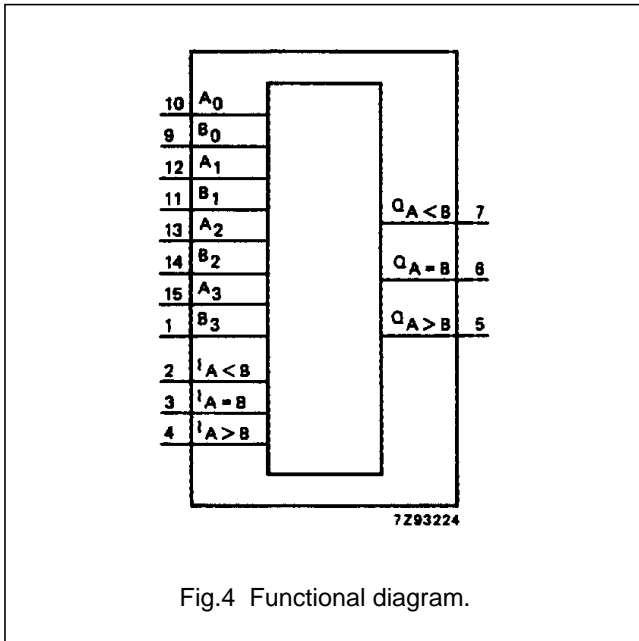 10 A0
9 B0
12 A1
11 B1
13 A2
14 B2
15 A3
1 B3
2 IA<B
3 IA=B
4 IA>B
QA<B 7
QA=B 6
QA>B 5
7Z93224
Fig.4 Functional diagram.